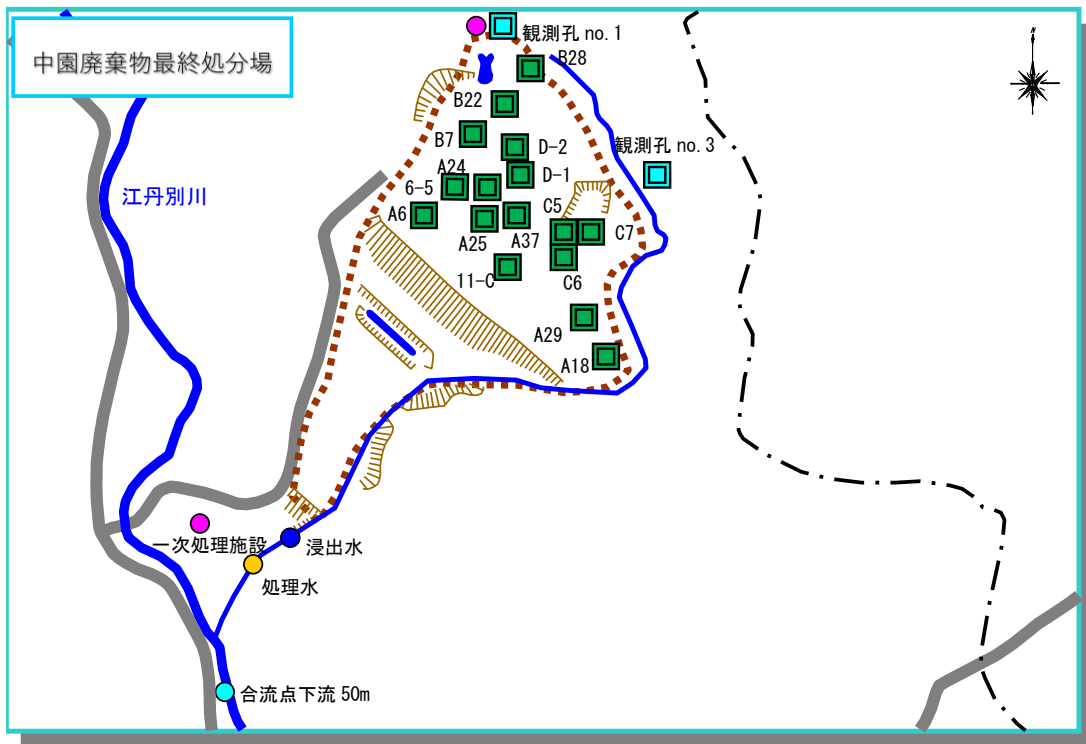 中園廃棄物最終処分場
観測孔 no.1
B28
B22
B7
D-2
観測孔 no.3
A24
D-1
6-5
C5
A6
A25
A37
C7
11-C
C6
A29
A18
江丹別川
一次処理施設
浸出水
処理水
合流点下流 50m